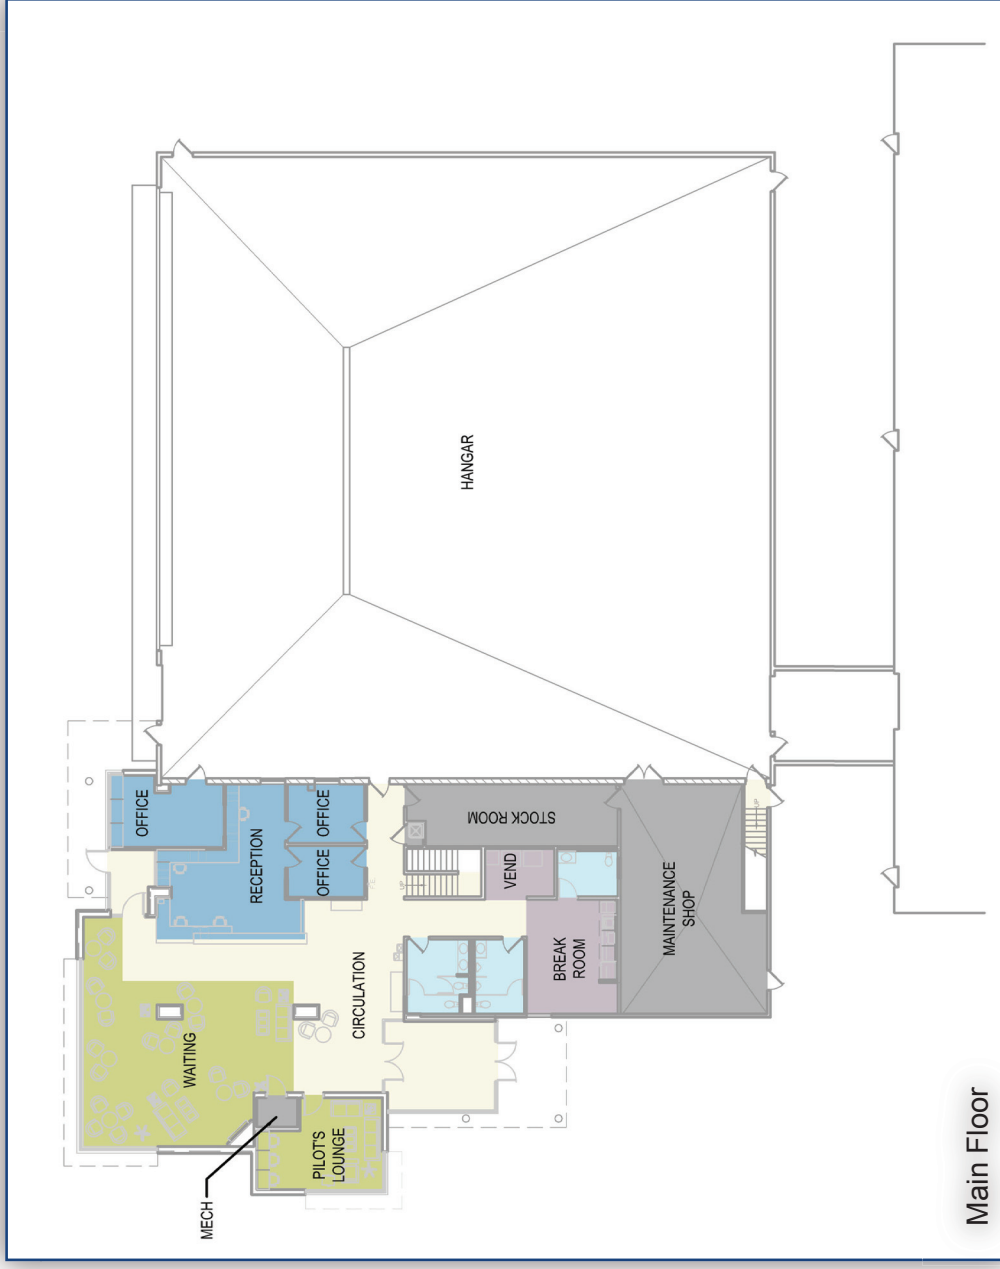 OFFICE
RECEPTION
OFFICE
OFFICE
HANGAR
STOCK ROOM
VEND
MAINTENANCE
SHOP
BREAK
ROOM
CIRCULATION
WAITING
PILOT'S
LOUNGE
MECH
Main Floor